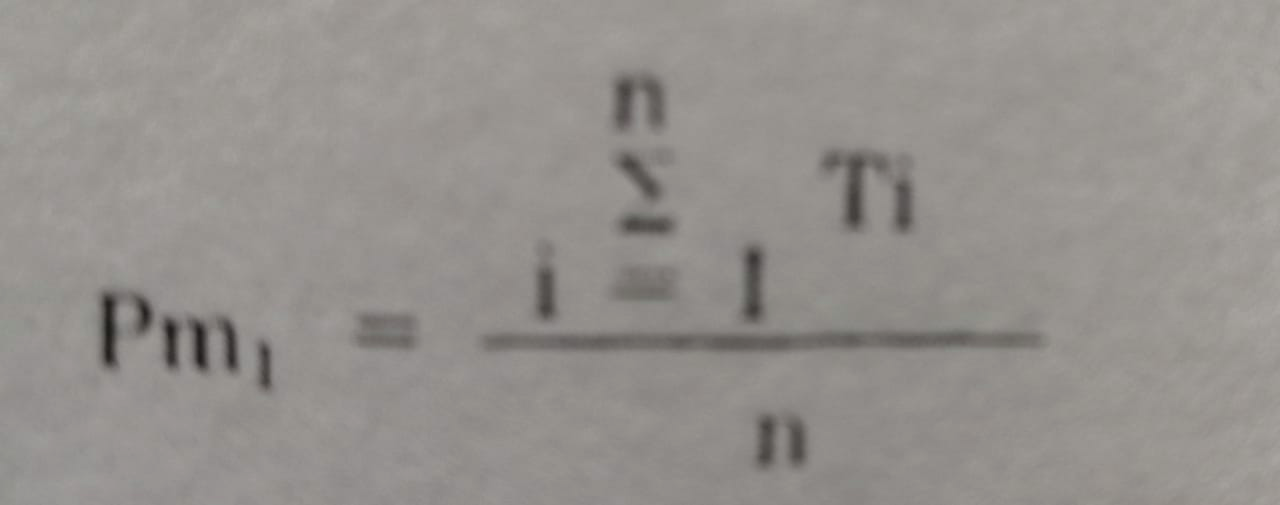 n
Σ Ti
i = 1
Pm₁ =
n